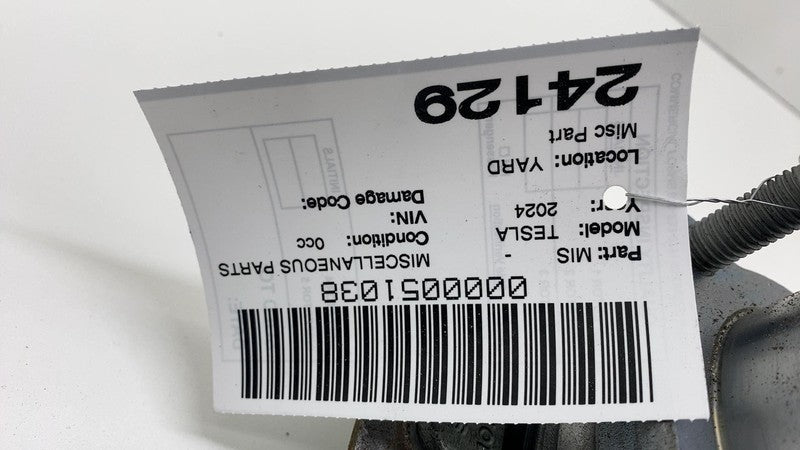 0000051038
Part: MIS - MISCELLANEOUS PARTS
Model: TESLA Condition: 0cc
Year: 2024 VIN:
Damage Code:
Location: YARD
Misc Part
24129
INITIALS